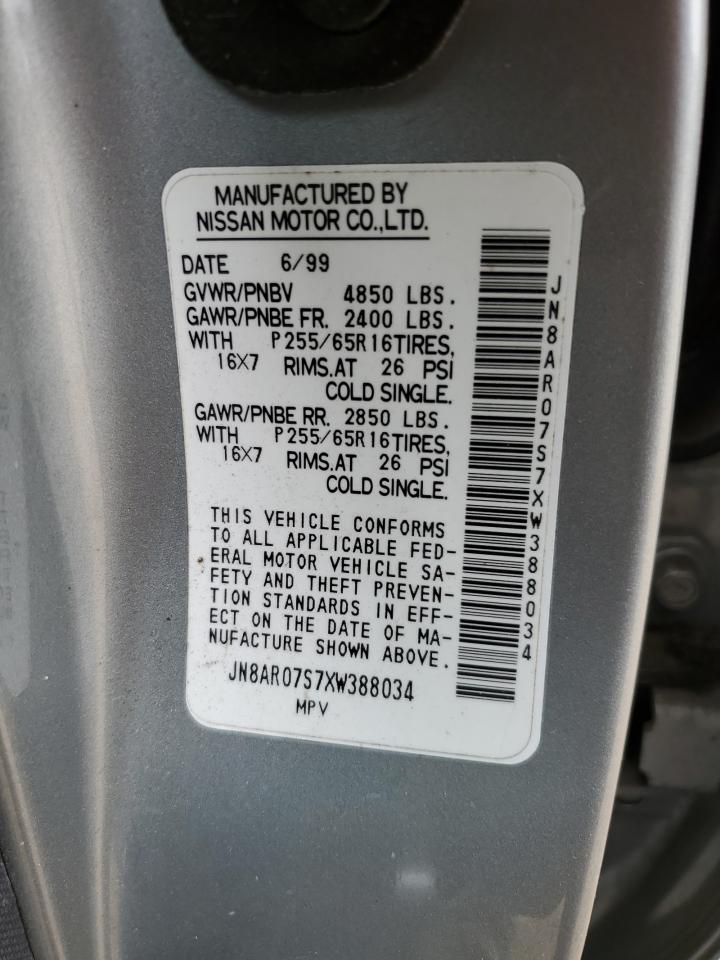 MANUFACTURED BY
NISSAN MOTOR CO.,LTD.
DATE 6/99
GVWR/PNBV 4850 LBS.
GAWR/PNBE FR. 2400 LBS.
WITH P255/65R16TIRES,
16X7 RIMS.AT 26 PSI
COLD SINGLE.
GAWR/PNBE RR. 2850 LBS.
WITH P255/65R16TIRES,
16X7 RIMS.AT 26 PSI
COLD SINGLE.
THIS VEHICLE CONFORMS
TO ALL APPLICABLE FED-
ERAL MOTOR VEHICLE SA-
FETY AND THEFT PREVEN-
TION STANDARDS IN EFF-
ECT ON THE DATE OF MA-
NUFACTURE SHOWN ABOVE.
JN8AR07S7XW388034
MPV
JN8AR07S7XW388034